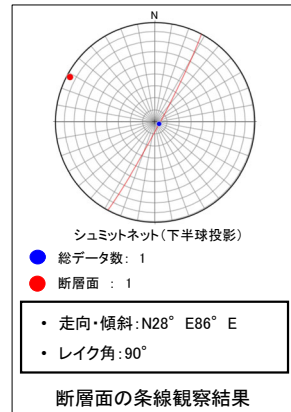 N
シュミットネット(下半球投影)
総データ数: 1
断層面 : 1
• 走向・傾斜:N28° E86° E
• レイク角:90°
断層面の条線観察結果